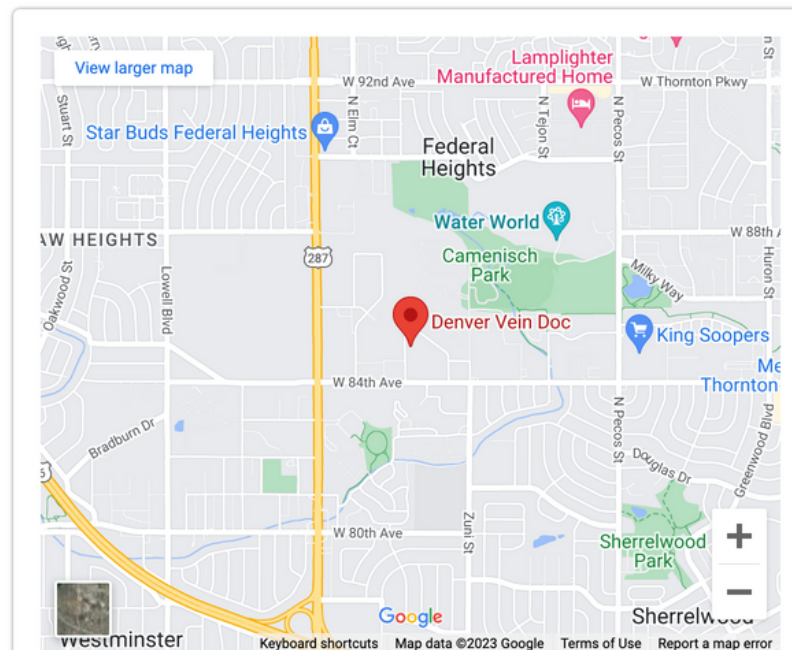 View larger map
Lamplighter
Manufactured Home
W 92nd Ave
W Thornton Pkwy
Stuart St
N Elm Ct
N Tejon St
N Pecos St
Star Buds Federal Heights
Federal
Heights
Water World
W 88th A
AW HEIGHTS
287
Camenisch
Park
Milky Way
Huron St
Oakwood St
Lowell Blvd
Denver Vein Doc
King Soopers
Me
Thornton
W 84th Ave
N Pecos St
Bradburn Dr
Douglas Dr
Greenwood Blvd
W 80th Ave
Zuni St
Sherrelwood
Park
+
−
Google
Sherrelwood
Westminster
Keyboard shortcuts
Map data ©2023 Google
Terms of Use
Report a map error